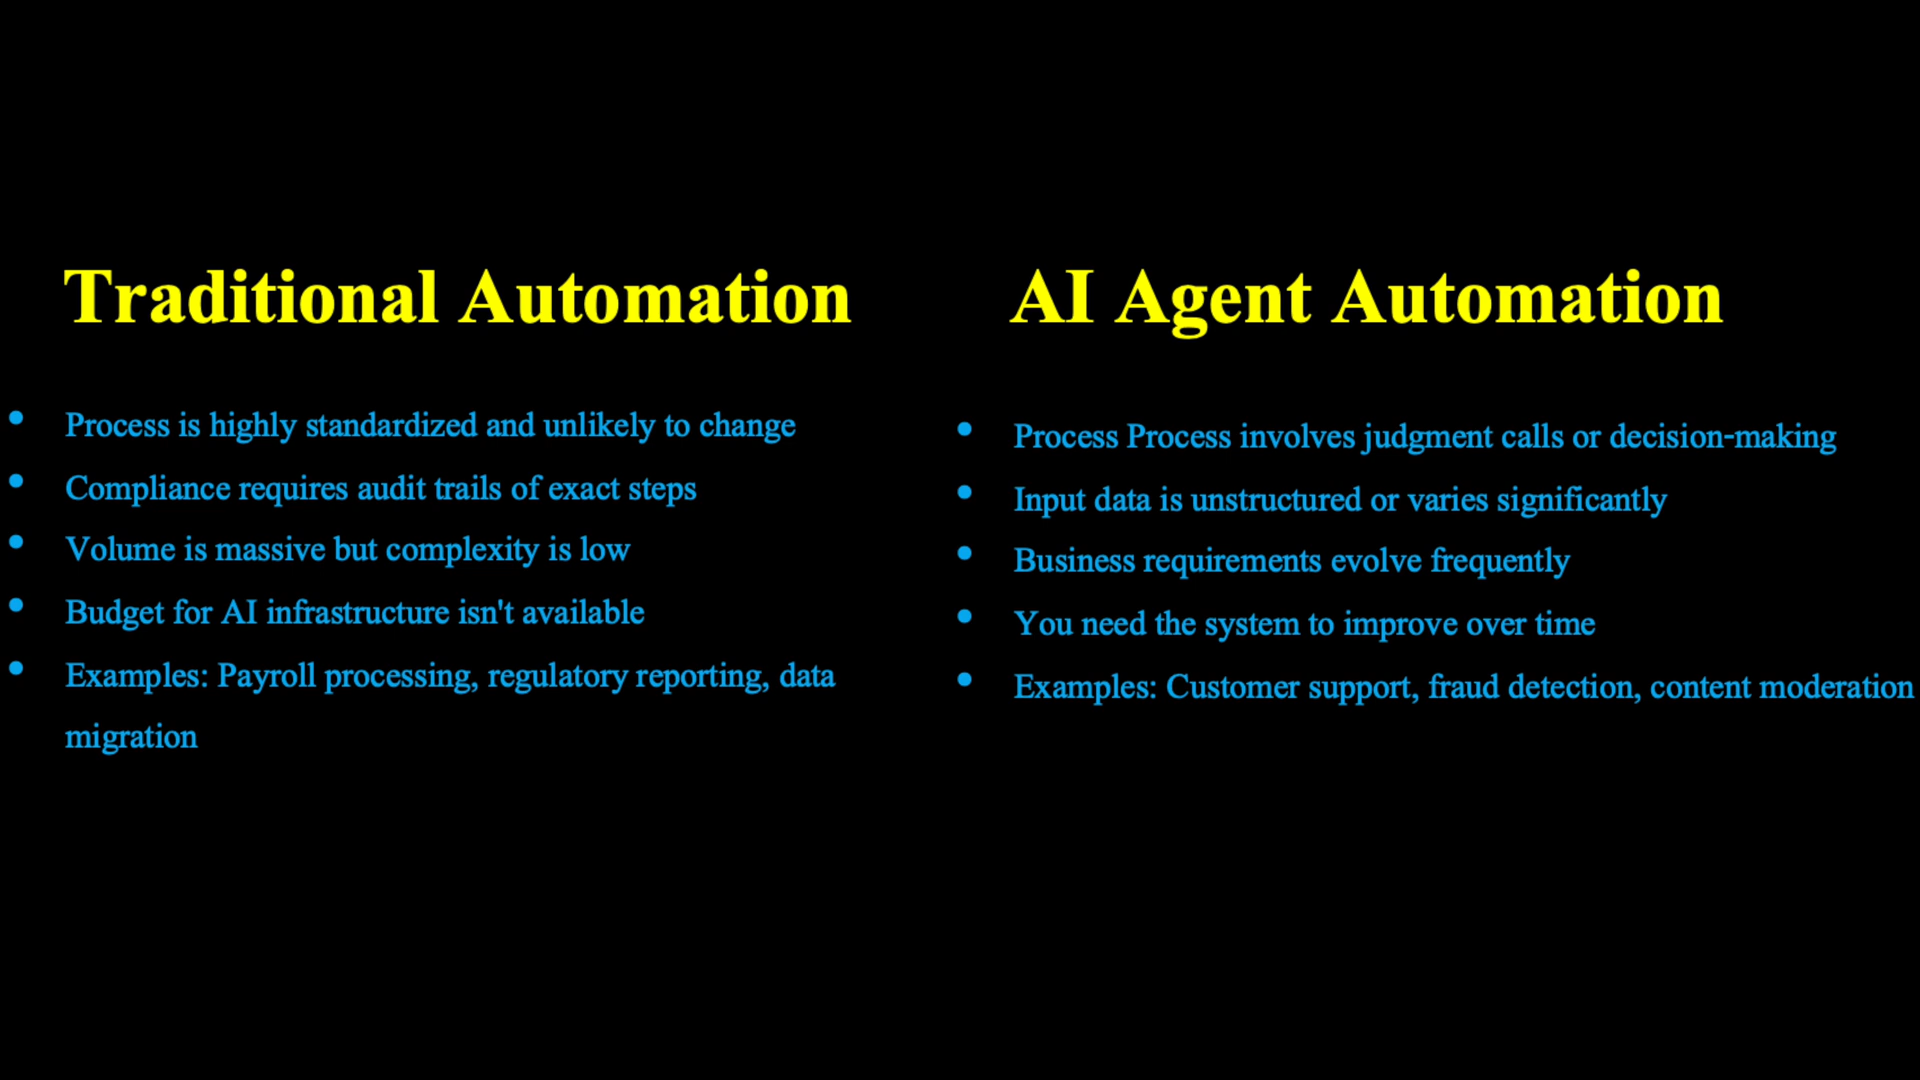 Traditional Automation
• Process is highly standardized and unlikely to change
• Compliance requires audit trails of exact steps
• Volume is massive but complexity is low
• Budget for AI infrastructure isn't available
• Examples: Payroll processing, regulatory reporting, data
migration
AI Agent Automation
• Process Process involves judgment calls or decision-making
• Input data is unstructured or varies significantly
• Business requirements evolve frequently
• You need the system to improve over time
• Examples: Customer support, fraud detection, content moderation